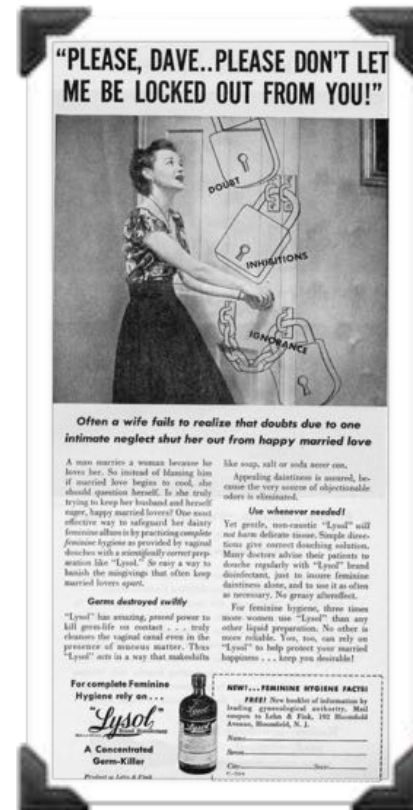 "PLEASE, DAVE..PLEASE DON'T LET
ME BE LOCKED OUT FROM YOU!"
DOUBT
INHIBITIONS
IGNORANCE
Often a wife fails to realize that doubts due to one
intimate neglect shut her out from happy married love
A man marries a woman because he
loves her. So instead of blaming him
if married love begins to cool, she
should question herself. Is she truly
trying to keep her husband and herself
eager, happy married lovers? One most
effective way to safeguard her dainty
feminine allure is by practicing complete
feminine hygiene as provided by vaginal
douches with a scientifically correct prep-
aration like "Lysol." So easy a way to
banish the misgivings that often keep
married lovers apart.
Germs destroyed swiftly
"Lysol" has amazing, proved power to
kill germ-life on contact . . . truly
cleanses the vaginal canal even in the
presence of mucous matter. Thus
"Lysol" acts in a way that makeshifts
like soap, salt or soda never can.
Appealing daintiness is assured, be-
cause the very source of objectionable
odors is eliminated.
Use whenever needed!
Yet gentle, non-caustic "Lysol" will
not harm delicate tissue. Simple direc-
tions give correct douching solution.
Many doctors advise their patients to
douche regularly with "Lysol" brand
disinfectant, just to insure feminine
daintiness alone, and to use it as often
as necessary. No greasy aftereffect.
For feminine hygiene, three times
more women use "Lysol" than any
other liquid preparation. No other is
more reliable. You, too, can rely on
"Lysol" to help protect your married
happiness . . . keep you desirable!
For complete Feminine
Hygiene rely on . . .
"Lysol"
Brand Disinfectant
A Concentrated
Germ-Killer
Product of Lehn & Fink
Lysol
NEW!...FEMININE HYGIENE FACTS!
FREE! New booklet of information by
leading gynecological authority. Mail
coupon to Lehn & Fink, 192 Bloomfield
Avenue, Bloomfield, N. J.
Name
Street
City State